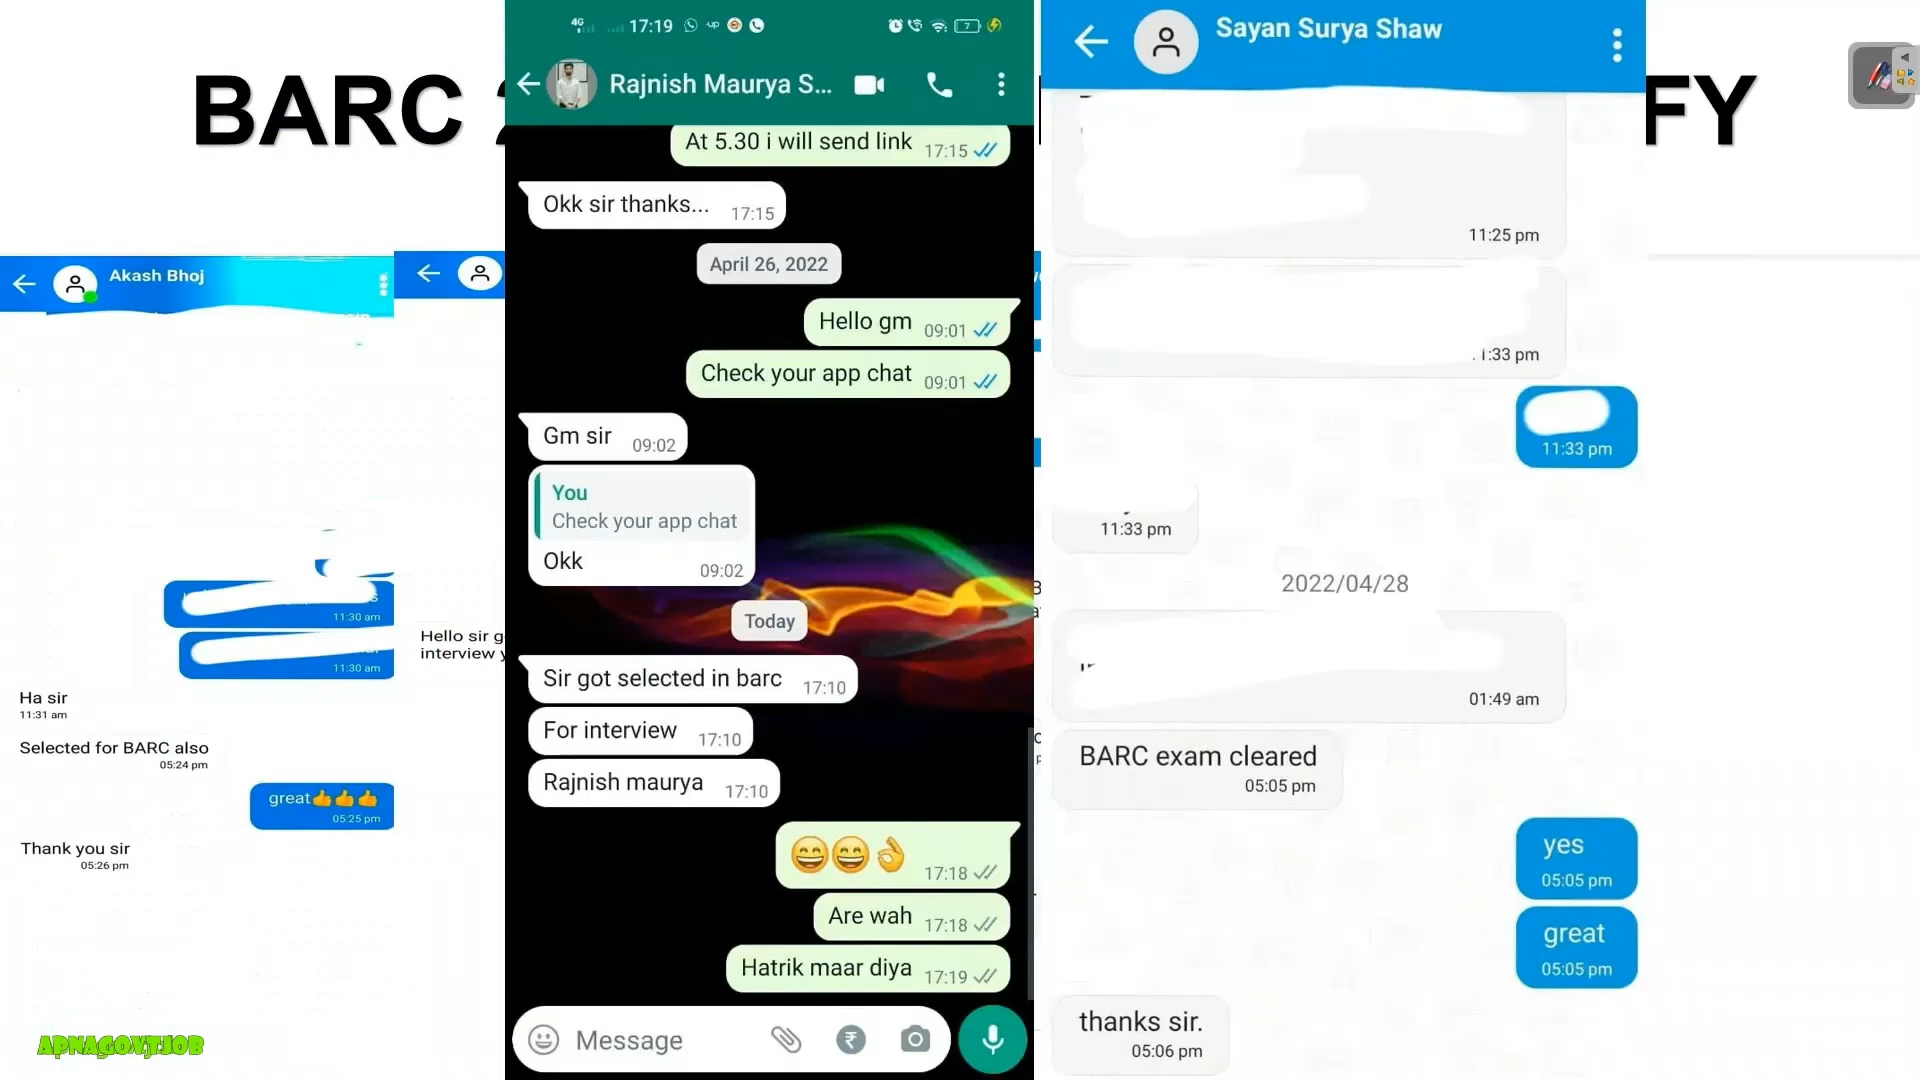 BARC
FY
Akash Bhoj
11:30 am
11:30 am
Ha sir
11:31 am
Selected for BARC also
05:24 pm
great👍👍👍
05:25 pm
Thank you sir
05:26 pm
APNAGOVTJOB
Hello sir g
interview y
4G 17:19
7
Rajnish Maurya S...
At 5.30 i will send link 17:15
Okk sir thanks... 17:15
April 26, 2022
Hello gm 09:01
Check your app chat 09:01
Gm sir 09:02
You
Check your app chat
Okk 09:02
Today
Sir got selected in barc 17:10
For interview 17:10
Rajnish maurya 17:10
😄😄👌 17:18
Are wah 17:18
Hatrik maar diya 17:19
Message
Sayan Surya Shaw
11:25 pm
1:33 pm
11:33 pm
11:33 pm
2022/04/28
01:49 am
BARC exam cleared
05:05 pm
yes
05:05 pm
great
05:05 pm
thanks sir.
05:06 pm